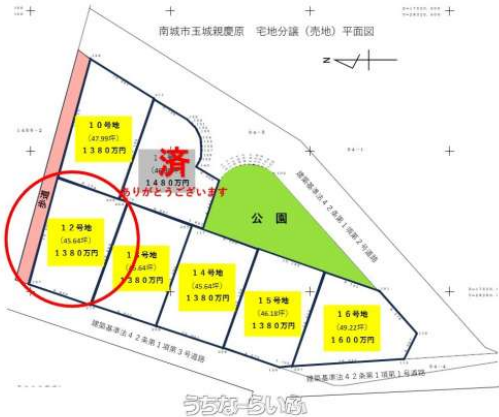 南城市玉城親慶原　宅地分譲（売地）平面図
N
10号地
(47.99坪)
1380万円
済
1480万円
ありがとうございます
歩道
12号地
(45.64坪)
1380万円
13号地
1380万円
14号地
(45.64坪)
1380万円
15号地
(46.18坪)
1380万円
16号地
(49.22坪)
1600万円
公園
建築基準法42条第1項第2号道路
建築基準法42条第1項第3号道路
建築基準法42条第1項第1号道路
うちなーらいふ